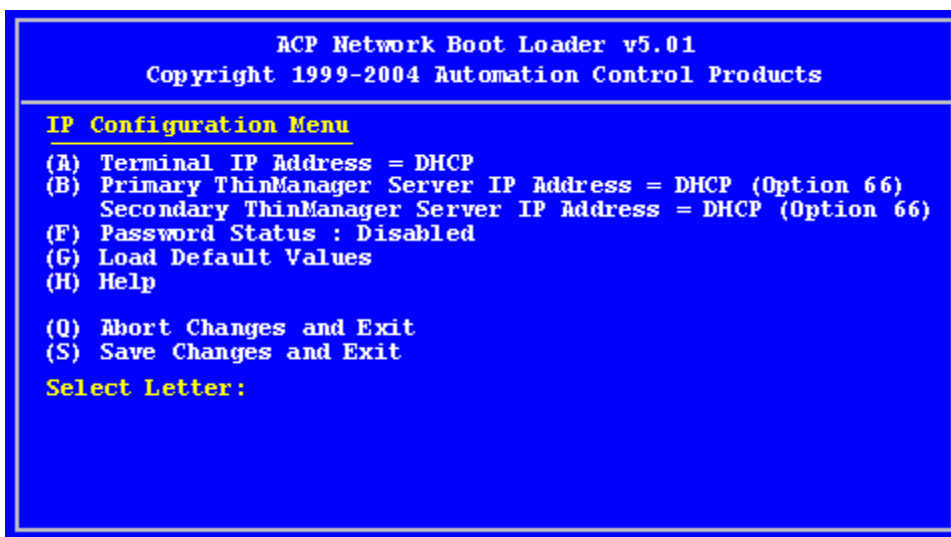 ACP Network Boot Loader v5.01
Copyright 1999-2004 Automation Control Products
IP Configuration Menu
(A) Terminal IP Address = DHCP
(B) Primary ThinManager Server IP Address = DHCP (Option 66)
Secondary ThinManager Server IP Address = DHCP (Option 66)
(F) Password Status : Disabled
(G) Load Default Values
(H) Help
(Q) Abort Changes and Exit
(S) Save Changes and Exit
Select Letter: